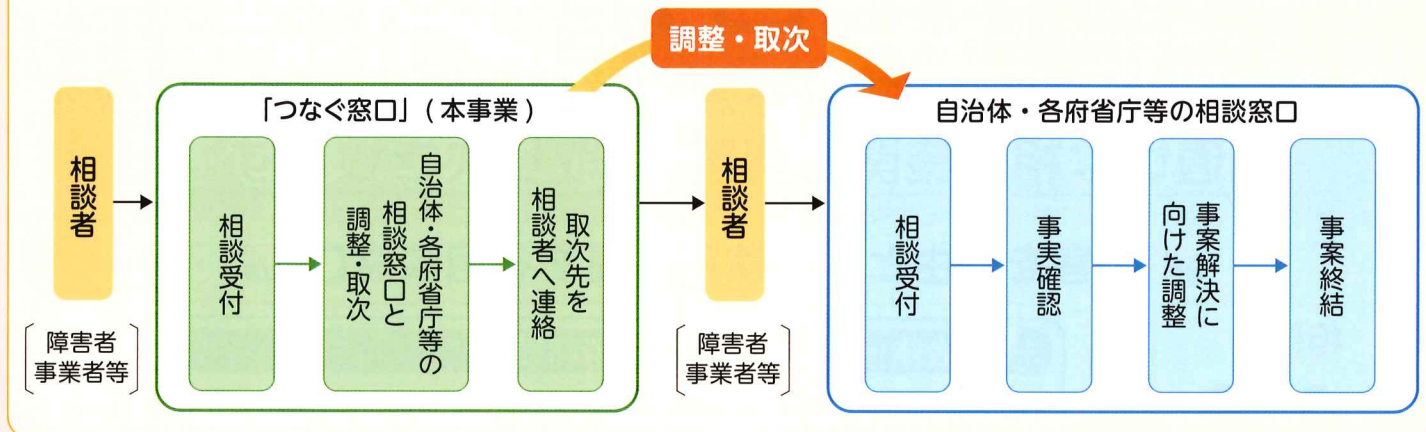 調整・取次
相談者
障害者
事業者等
「つなぐ窓口」(本事業)
相談受付
自治体・各府省庁等の
相談窓口と
調整・取次
取次先を
相談者へ連絡
相談者
障害者
事業者等
自治体・各府省庁等の相談窓口
相談受付
事実確認
事案解決に
向けた調整
事案終結